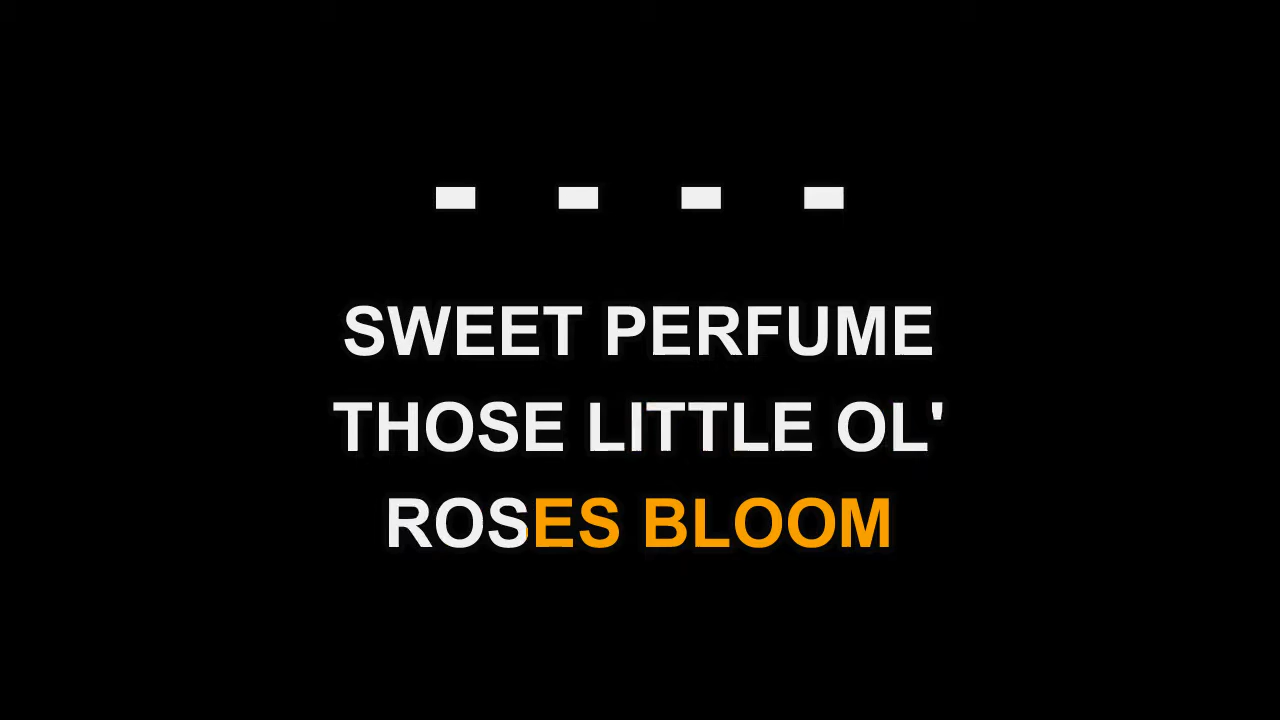 - - - -
SWEET PERFUME
THOSE LITTLE OL'
ROSES BLOOM